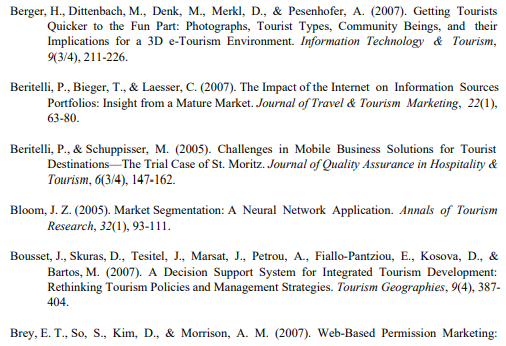 Berger, H., Dittenbach, M., Denk, M., Merkl, D., & Pesenhofer, A. (2007). Getting Tourists
Quicker to the Fun Part: Photographs, Tourist Types, Community Beings, and their
Implications for a 3D e-Tourism Environment. Information Technology & Tourism,
9(3/4), 211-226.
Beritelli, P., Bieger, T., & Laesser, C. (2007). The Impact of the Internet on Information Sources
Portfolios: Insight from a Mature Market. Journal of Travel & Tourism Marketing, 22(1),
63-80.
Beritelli, P., & Schuppisser, M. (2005). Challenges in Mobile Business Solutions for Tourist
Destinations—The Trial Case of St. Moritz. Journal of Quality Assurance in Hospitality &
Tourism, 6(3/4), 147-162.
Bloom, J. Z. (2005). Market Segmentation: A Neural Network Application. Annals of Tourism
Research, 32(1), 93-111.
Bousset, J., Skuras, D., Tesitel, J., Marsat, J., Petrou, A., Fiallo-Pantziou, E., Kosova, D., &
Bartos, M. (2007). A Decision Support System for Integrated Tourism Development:
Rethinking Tourism Policies and Management Strategies. Tourism Geographies, 9(4), 387-
404.
Brey, E. T., So, S., Kim, D., & Morrison, A. M. (2007). Web-Based Permission Marketing: